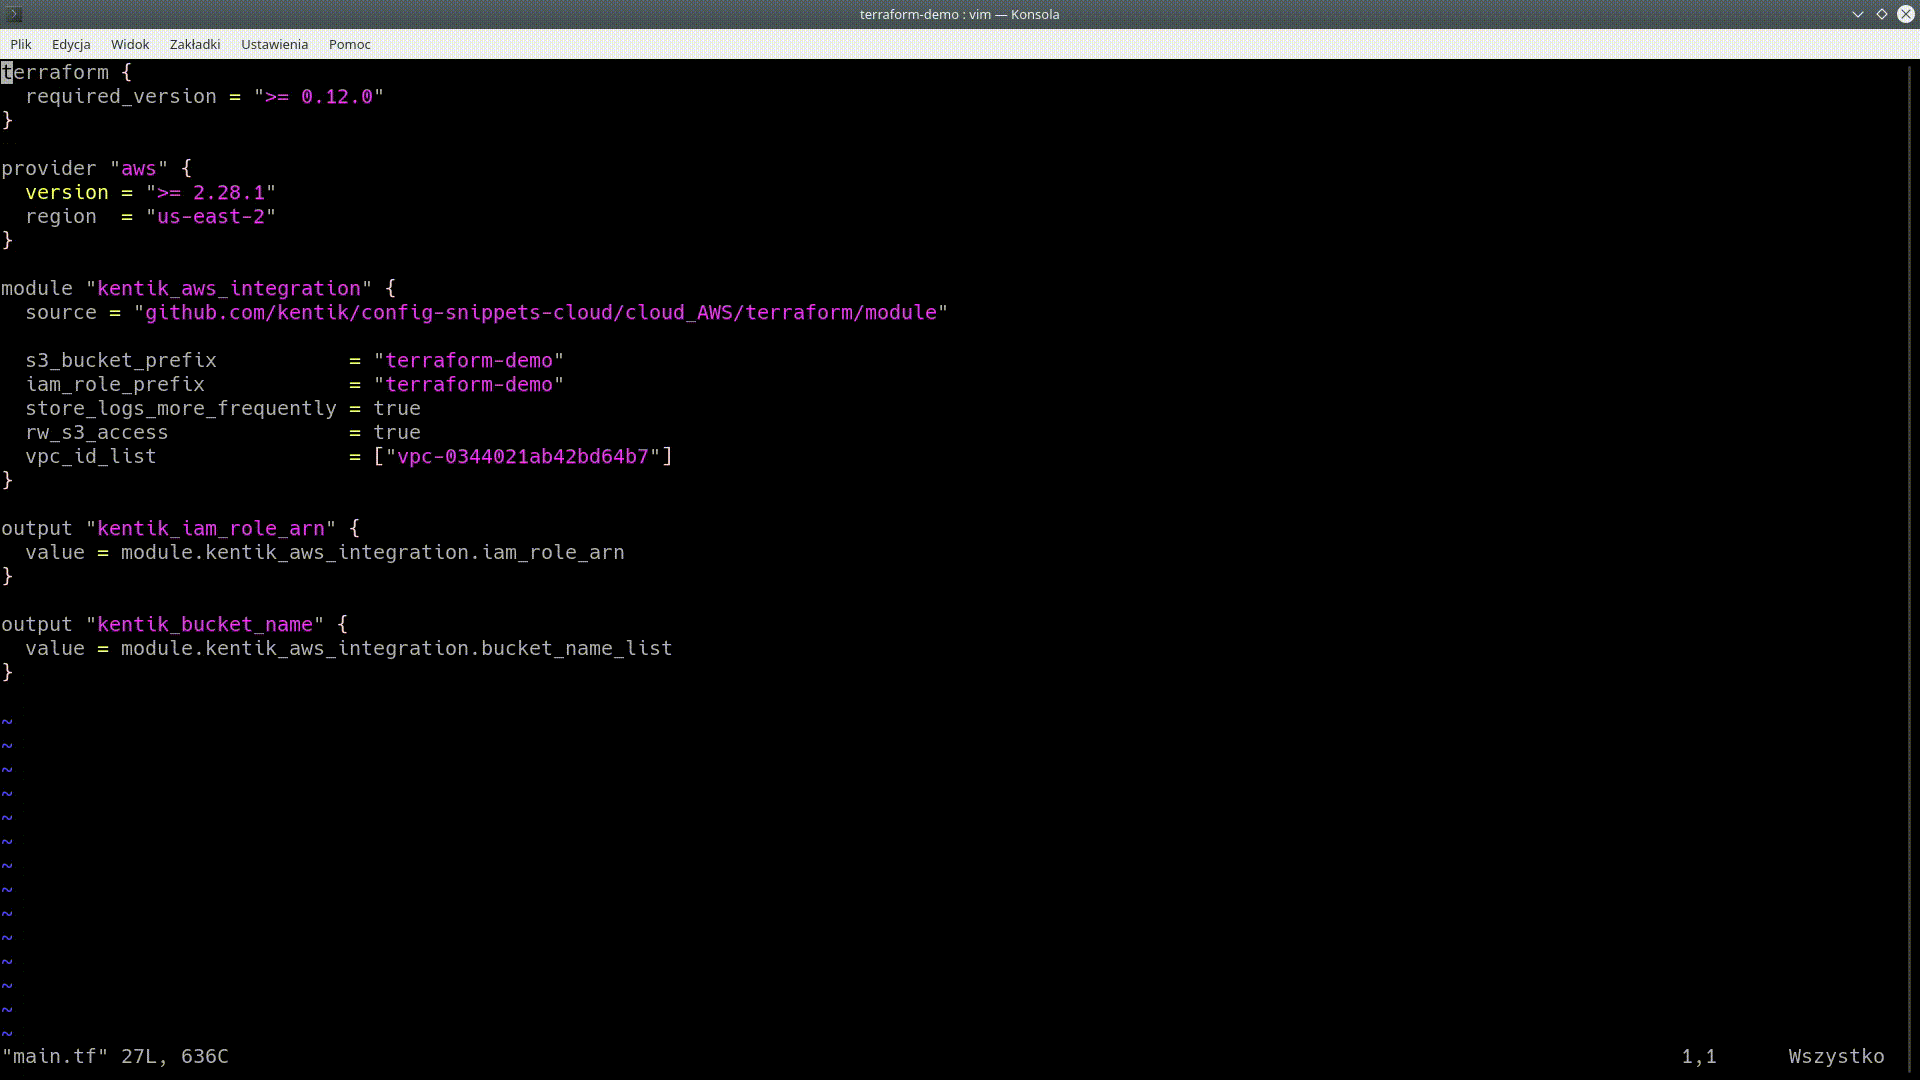 terraform-demo : vim — Konsola
Plik Edycja Widok Zakładki Ustawienia Pomoc
terraform {
  required_version = ">= 0.12.0"
}

provider "aws" {
  version = ">= 2.28.1"
  region  = "us-east-2"
}

module "kentik_aws_integration" {
  source = "github.com/kentik/config-snippets-cloud/cloud_AWS/terraform/module"

  s3_bucket_prefix           = "terraform-demo"
  iam_role_prefix            = "terraform-demo"
  store_logs_more_frequently = true
  rw_s3_access               = true
  vpc_id_list                = ["vpc-0344021ab42bd64b7"]
}

output "kentik_iam_role_arn" {
  value = module.kentik_aws_integration.iam_role_arn
}

output "kentik_bucket_name" {
  value = module.kentik_aws_integration.bucket_name_list
}

~
~
~
~
~
~
~
~
~
~
~
~
~
~
"main.tf" 27L, 636C 1,1 Wszystko